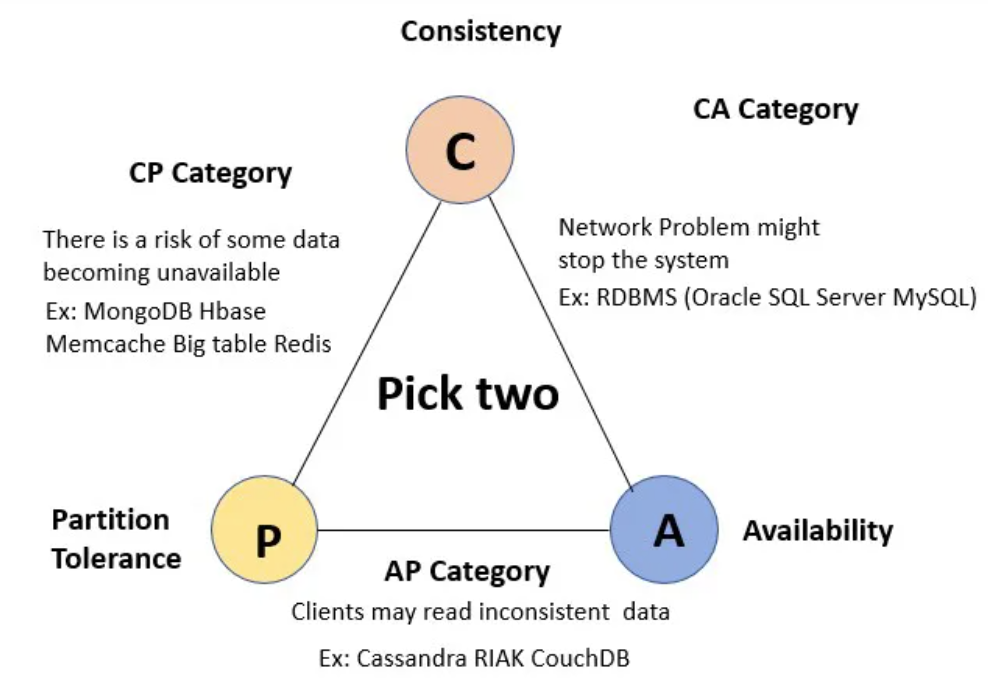 Consistency
C
CA Category
CP Category
There is a risk of some data
becoming unavailable
Ex: MongoDB Hbase
Memcache Big table Redis
Network Problem might
stop the system
Ex: RDBMS (Oracle SQL Server MySQL)
Pick two
Partition
Tolerance
P
A
Availability
AP Category
Clients may read inconsistent data
Ex: Cassandra RIAK CouchDB